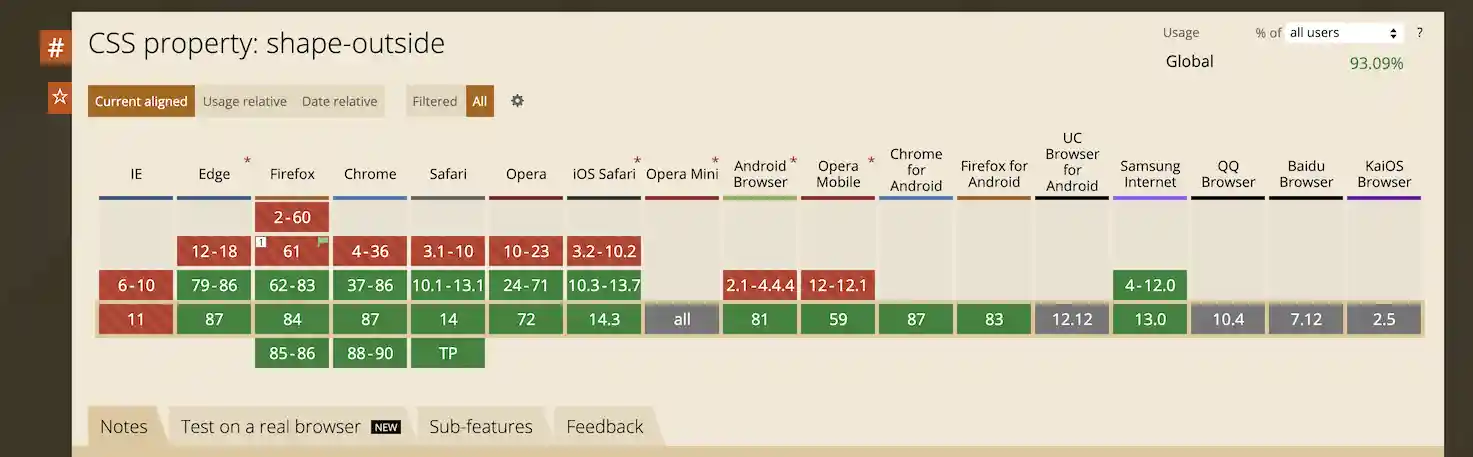 #
CSS property: shape-outside
Usage % of all users ?
Global 93.09%
Current aligned Usage relative Date relative Filtered All
IE
Edge *
Firefox
Chrome
Safari
Opera
iOS Safari *
Opera Mini *
Android Browser *
Opera Mobile *
Chrome for Android
Firefox for Android
UC Browser for Android
Samsung Internet
QQ Browser
Baidu Browser
KaiOS Browser
2-60
12-18 1 61 4-36 3.1-10 10-23 3.2-10.2
6-10 79-86 62-83 37-86 10.1-13.1 24-71 10.3-13.7 2.1-4.4.4 12-12.1 4-12.0
11 87 84 87 14 72 14.3 all 81 59 87 83 12.12 13.0 10.4 7.12 2.5
85-86 88-90 TP
Notes Test on a real browser NEW Sub-features Feedback